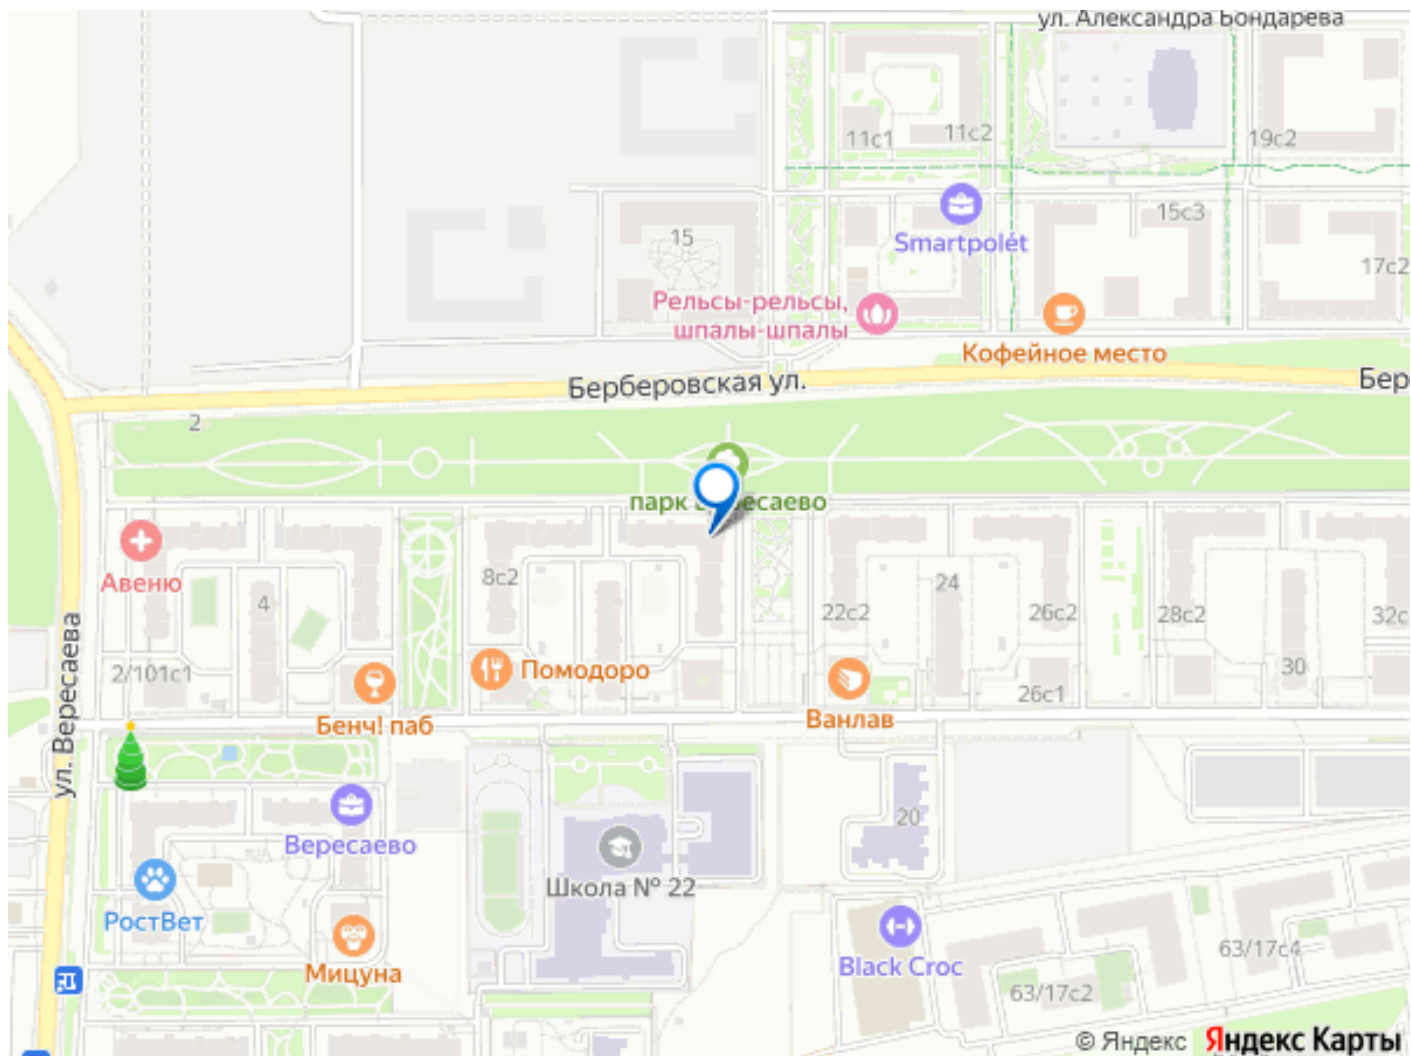 ул. Александра Бондарева
11с1
11с2
19с2
15
15с3
Smartpolét
17с2
Рельсы-рельсы,
шпалы-шпалы
Кофейное место
Берберовская ул.
Бер
2
парк
Авеню
8с2
4
24
22с2
26с2
28с2
32с
ул. Вересаева
2/101с1
Помодоро
30
26с1
Бенч! паб
Ванлав
Вересаево
20
Школа № 22
РостВет
Мицуна
Black Croc
63/17с4
63/17с2
© Яндекс Яндекс Карты